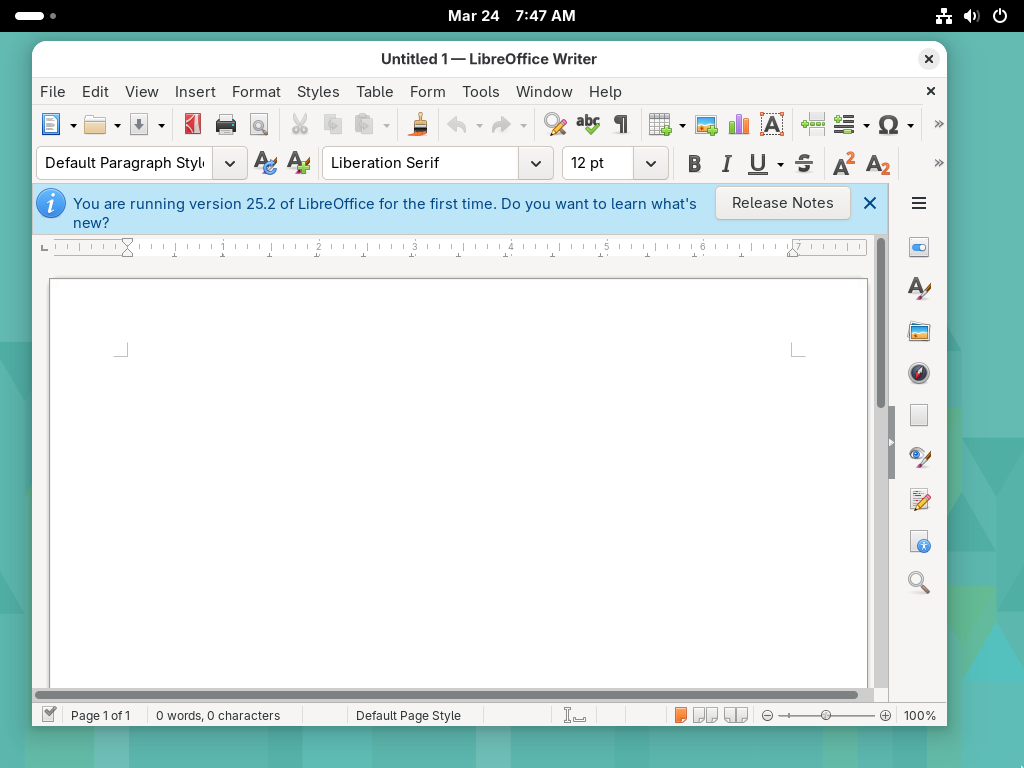 Mar 24 7:47 AM
Untitled 1 — LibreOffice Writer
File Edit View Insert Format Styles Table Form Tools Window Help
Default Paragraph Style Liberation Serif 12 pt
You are running version 25.2 of LibreOffice for the first time. Do you want to learn what's
new?
Release Notes
1 2 3 4 5 6 7
Page 1 of 1 0 words, 0 characters Default Page Style 100%